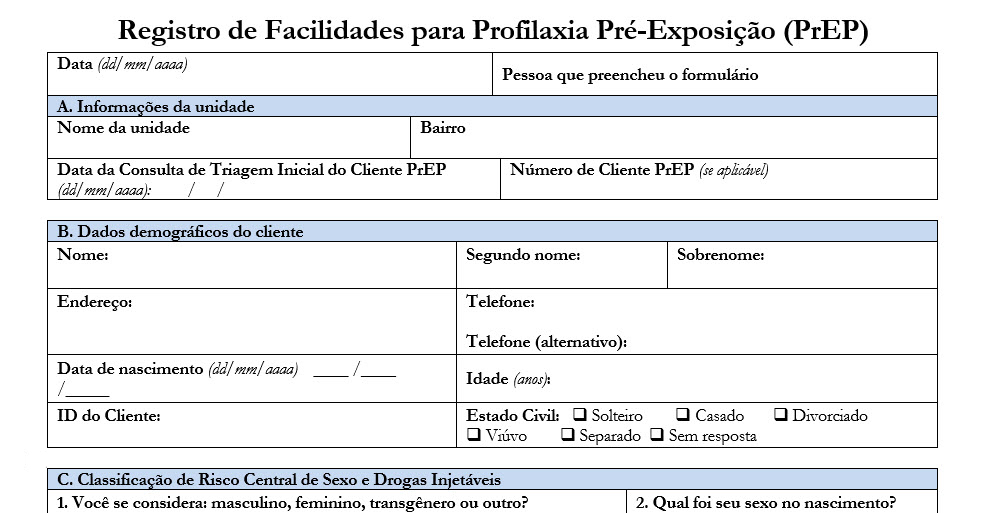 Registro de Facilidades para Profilaxia Pré-Exposição (PrEP)
Data (dd/mm/aaaa)
Pessoa que preencheu o formulário
A. Informações da unidade
Nome da unidade
Bairro
Data da Consulta de Triagem Inicial do Cliente PrEP
(dd/mm/aaaa): / /
Número de Cliente PrEP (se aplicável)
B. Dados demográficos do cliente
Nome:
Segundo nome:
Sobrenome:
Endereço:
Telefone:
Telefone (alternativo):
Data de nascimento (dd/mm/aaaa) ____ /____
/_____
Idade (anos):
ID do Cliente:
Estado Civil: ❑ Solteiro ❑ Casado ❑ Divorciado
❑ Viúvo ❑ Separado ❑ Sem resposta
C. Classificação de Risco Central de Sexo e Drogas Injetáveis
1. Você se considera: masculino, feminino, transgênero ou outro?
2. Qual foi seu sexo no nascimento?